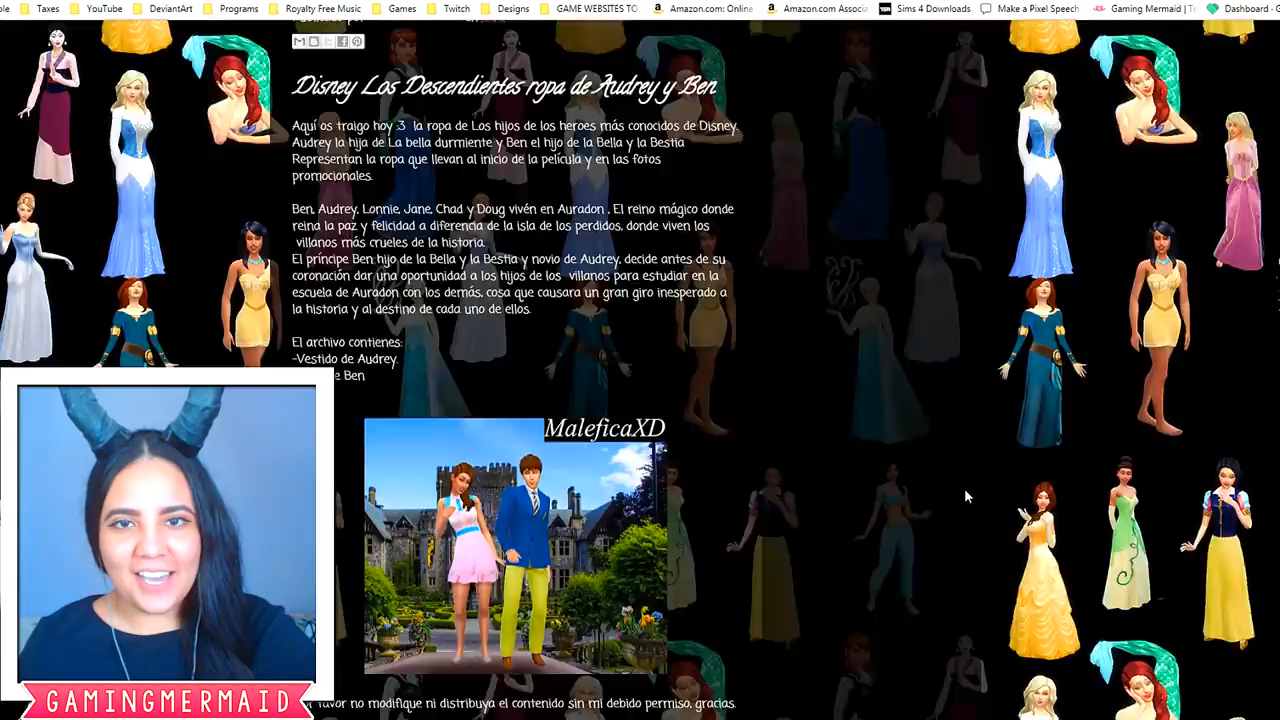 Taxes YouTube DeviantArt Programs Royalty Free Music Games Twitch Designs GAME WEBSITES TO Amazon.com: Online Amazon.com Associa Sims 4 Downloads Make a Pixel Speech Gaming Mermaid | Tr Dashboard -
Disney Los Descendientes ropa de Audrey y Ben
Aquí os traigo hoy :3 la ropa de Los hijos de los heroes más conocidos de Disney.
Audrey la hija de La bella durmiente y Ben el hijo de la Bella y la Bestia
Representan la ropa que llevan al inicio de la película y en las fotos
promocionales.
Ben, Audrey, Lonnie, Jane, Chad y Doug vivén en Auradon , El reino mágico donde
reina la paz y felicidad a diferencia de la isla de los perdidos, donde viven los
villanos más crueles de la historia.
El príncipe Ben hijo de la Bella y la Bestia y novio de Audrey, decide antes de su
coronación dar una oportunidad a los hijos de los villanos para estudiar en la
escuela de Auradon con los demás, cosa que causara un gran giro inesperado a
la historia y al destino de cada uno de ellos.
El archivo contienes:
-Vestido de Audrey.
e Ben
MaleficaXD
GAMINGMERMAID
favor no modifique ni distribuya el contenido sin mi debido permiso, gracias.